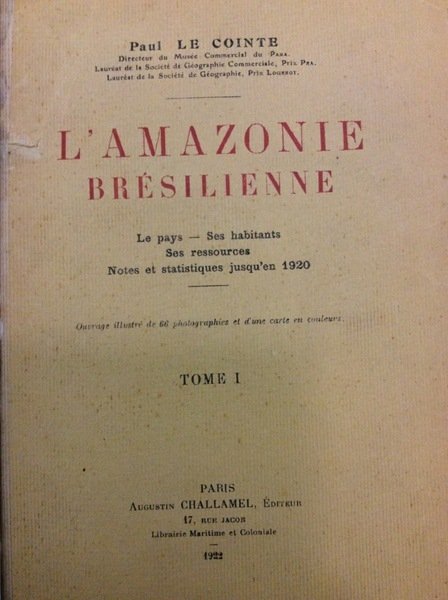 Paul LE COINTE
Directeur du Musée Commercial du Para.
Lauréat de la Société de Géographie Commerciale, Prix Pra.
Lauréat de la Société de Géographie, Prix Lourbot.
L'AMAZONIE
BRÉSILIENNE
Le pays — Ses habitants
Ses ressources
Notes et statistiques jusqu'en 1920
Ouvrage illustré de 66 photographies et d'une carte en couleurs.
TOME I
PARIS
Augustin CHALLAMEL, Éditeur
17, RUE JACOB
Librairie Maritime et Coloniale
1922